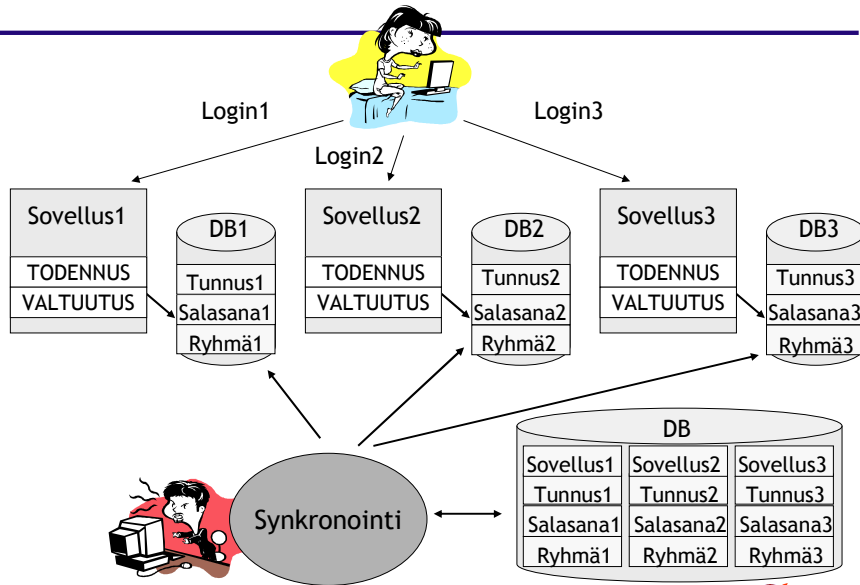 Login1
Login3
Login2
Sovellus1
TODENNUS
VALTUUTUS
DB1
Tunnus1
Salasana1
Ryhmä1
Sovellus2
TODENNUS
VALTUUTUS
DB2
Tunnus2
Salasana2
Ryhmä2
Sovellus3
TODENNUS
VALTUUTUS
DB3
Tunnus3
Salasana3
Ryhmä3
Synkronointi
DB
Sovellus1 Sovellus2 Sovellus3
Tunnus1 Tunnus2 Tunnus3
Salasana1 Salasana2 Salasana3
Ryhmä1 Ryhmä2 Ryhmä3